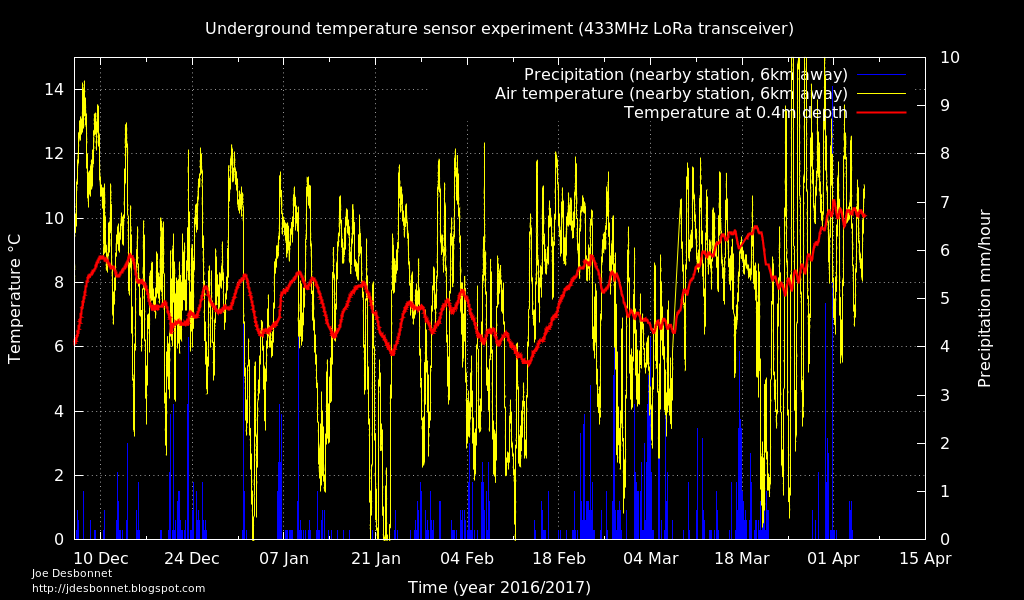 Underground temperature sensor experiment (433MHz LoRa transceiver)
Precipitation (nearby station, 6km away)
Air temperature (nearby station, 6km away)
Temperature at 0.4m depth
14
12
10
8
6
4
2
0
Temperature °C
10
9
8
7
6
5
4
3
2
1
0
Precipitation mm/hour
10 Dec 24 Dec 07 Jan 21 Jan 04 Feb 18 Feb 04 Mar 18 Mar 01 Apr 15 Apr
Time (year 2016/2017)
Joe Desbonnet
http://jdesbonnet.blogspot.com